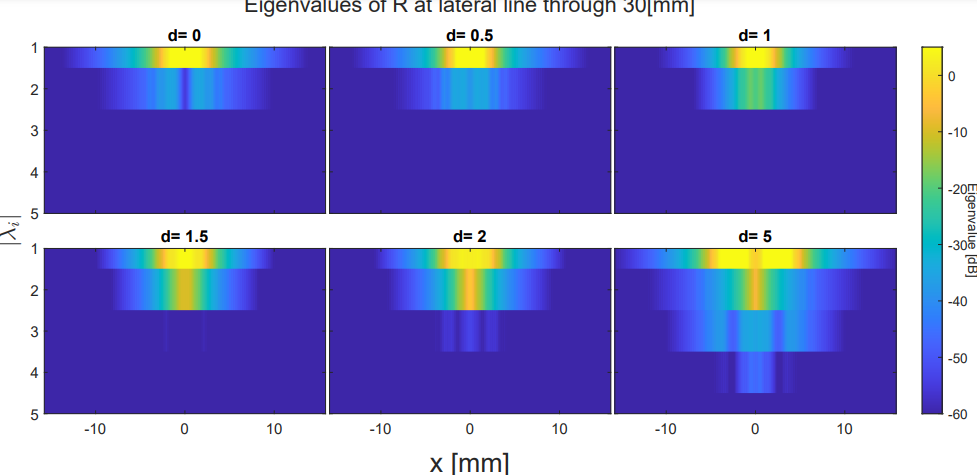 Eigenvalues of R at lateral line through 30[mm]
d= 0
d= 0.5
d= 1
1
2
3
4
5
d= 1.5
d= 2
d= 5
1
2
3
4
5
|λi|
-10 0 10
-10 0 10
-10 0 10
x [mm]
0
-10
-20
-30
-40
-50
-60
Eigenvalue [dB]